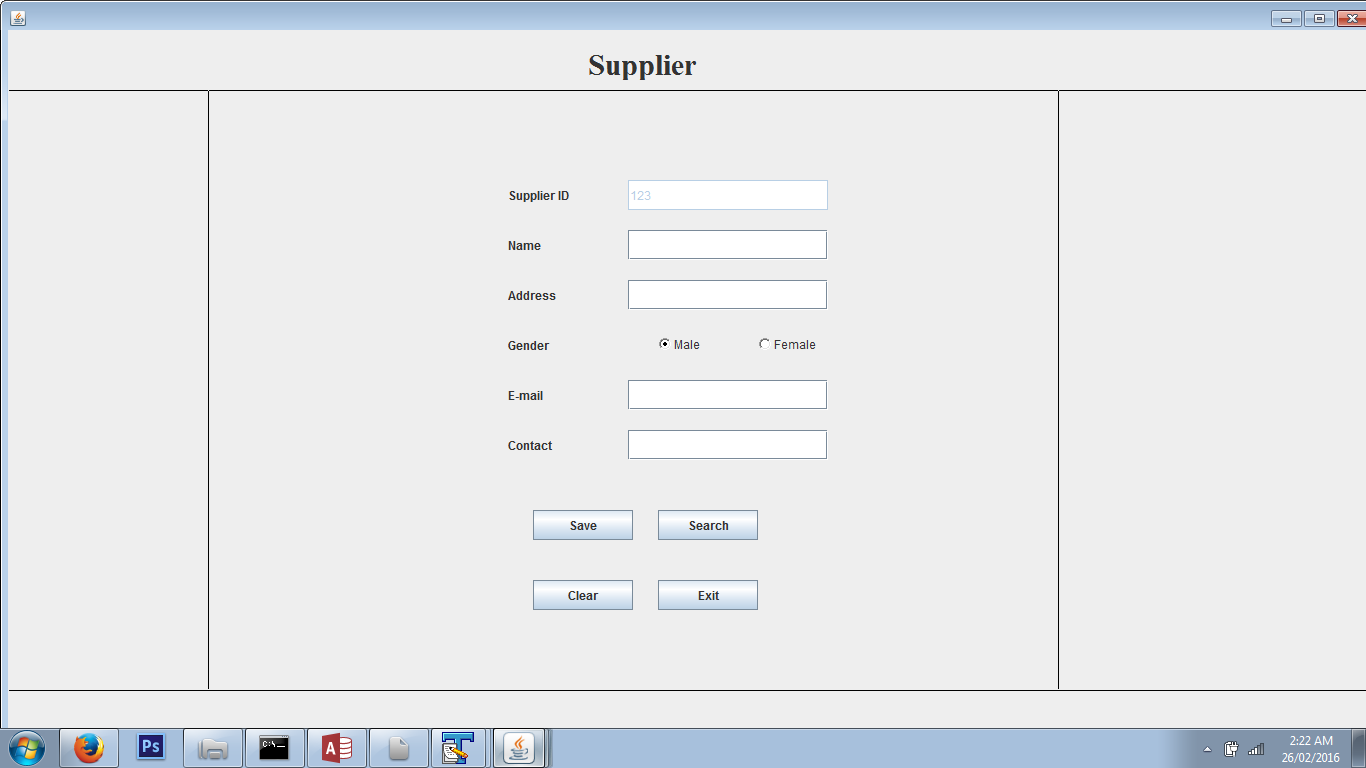 Supplier
Supplier ID 123
Name
Address
Gender Male Female
E-mail
Contact
Save Search
Clear Exit
Ps C:\ A
2:22 AM
26/02/2016